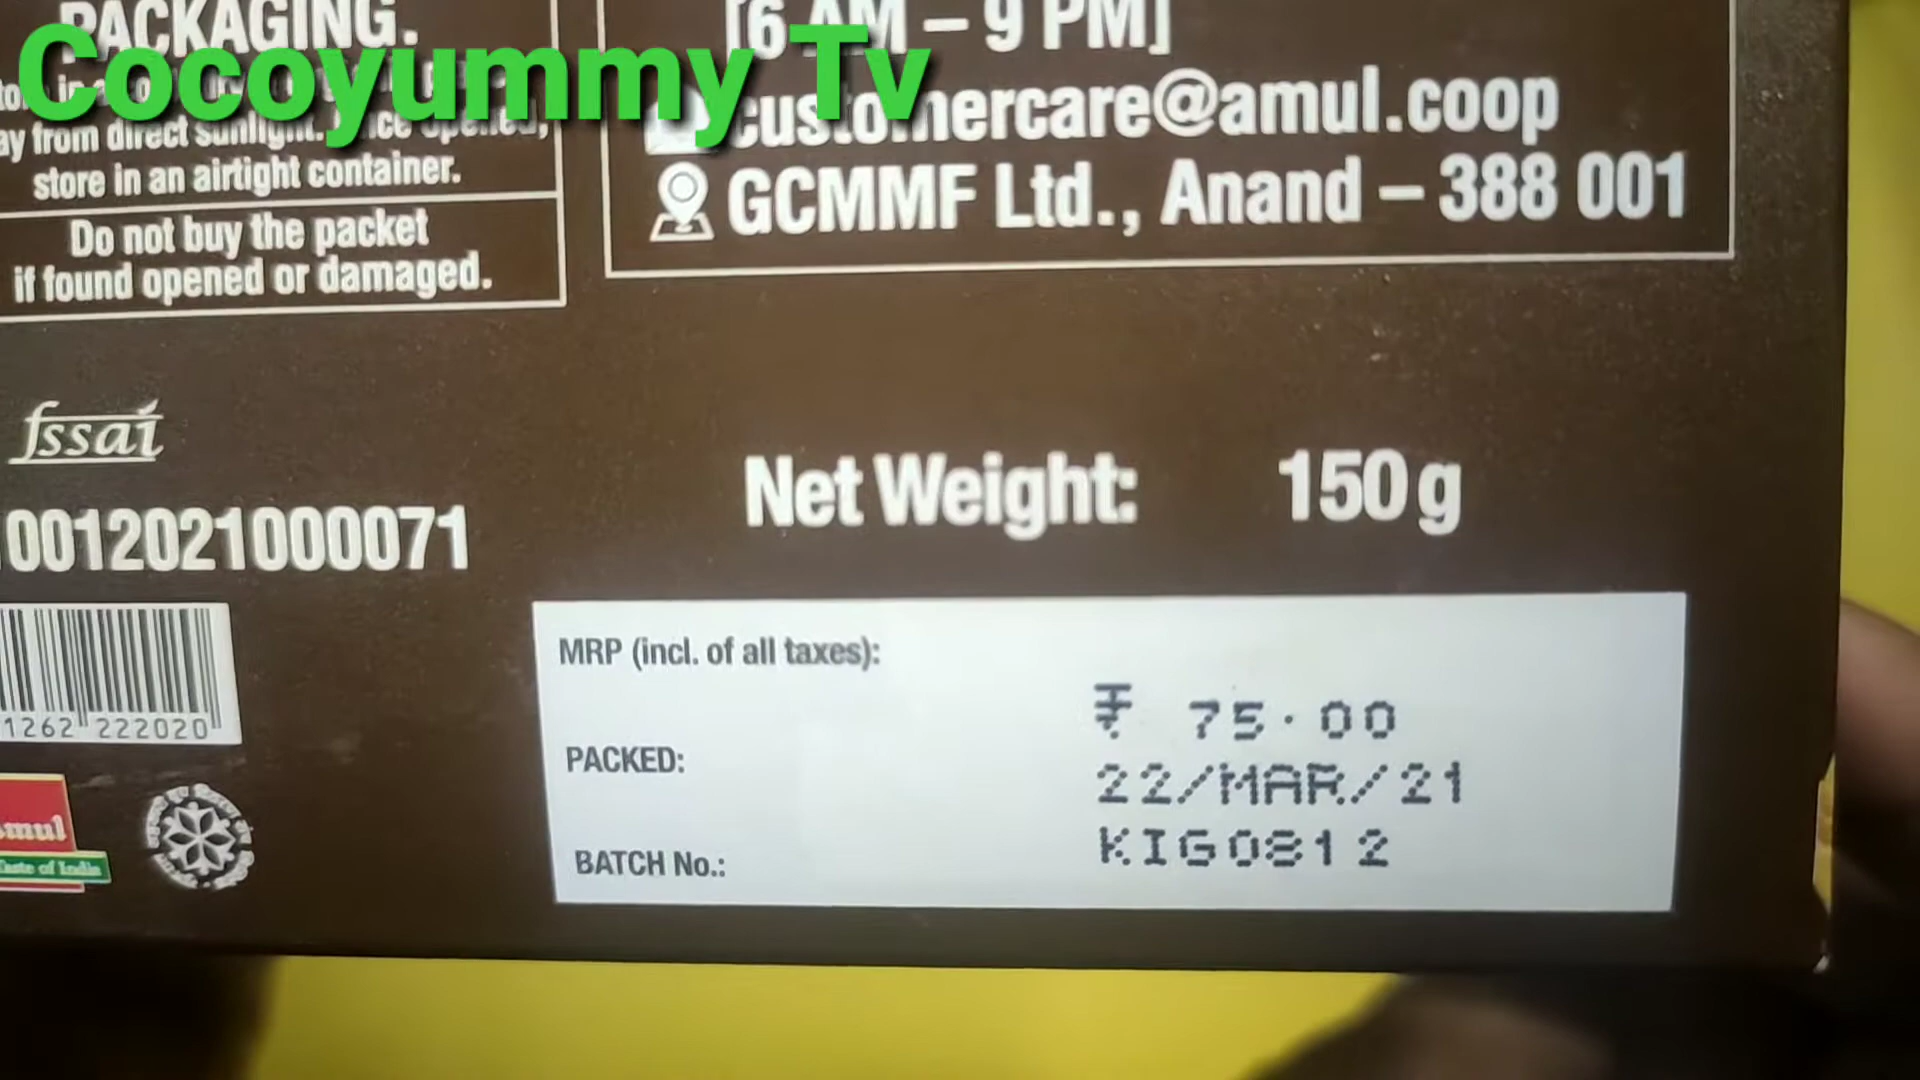 PACKAGING.
Cocoyummy Tv
from direct sunlight.
store in an airtight container.
Do not buy the packet
if found opened or damaged.
[6 AM – 9 PM]
customercare@amul.coop
GCMMF Ltd., Anand – 388 001
fssai
0012021000071
Net Weight: 150 g
1262 222020
MRP (incl. of all taxes): ₹ 75.00
PACKED: 22/MAR/21
BATCH No.: KIG0812
mul
Taste of India